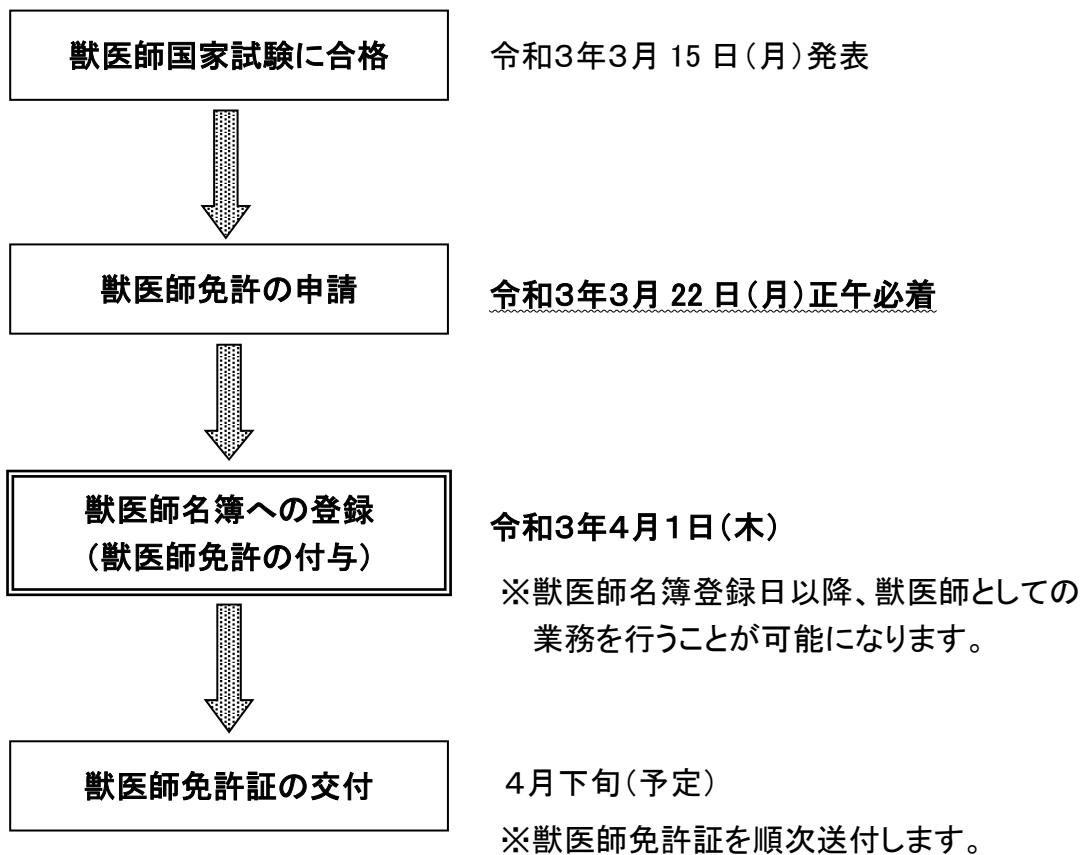 獣医師国家試験に合格
令和3年3月 15 日(月)発表
獣医師免許の申請
令和3年3月 22 日(月)正午必着
獣医師名簿への登録
(獣医師免許の付与)
令和3年4月1日(木)
※獣医師名簿登録日以降、獣医師としての
業務を行うことが可能になります。
獣医師免許証の交付
4月下旬(予定)
※獣医師免許証を順次送付します。